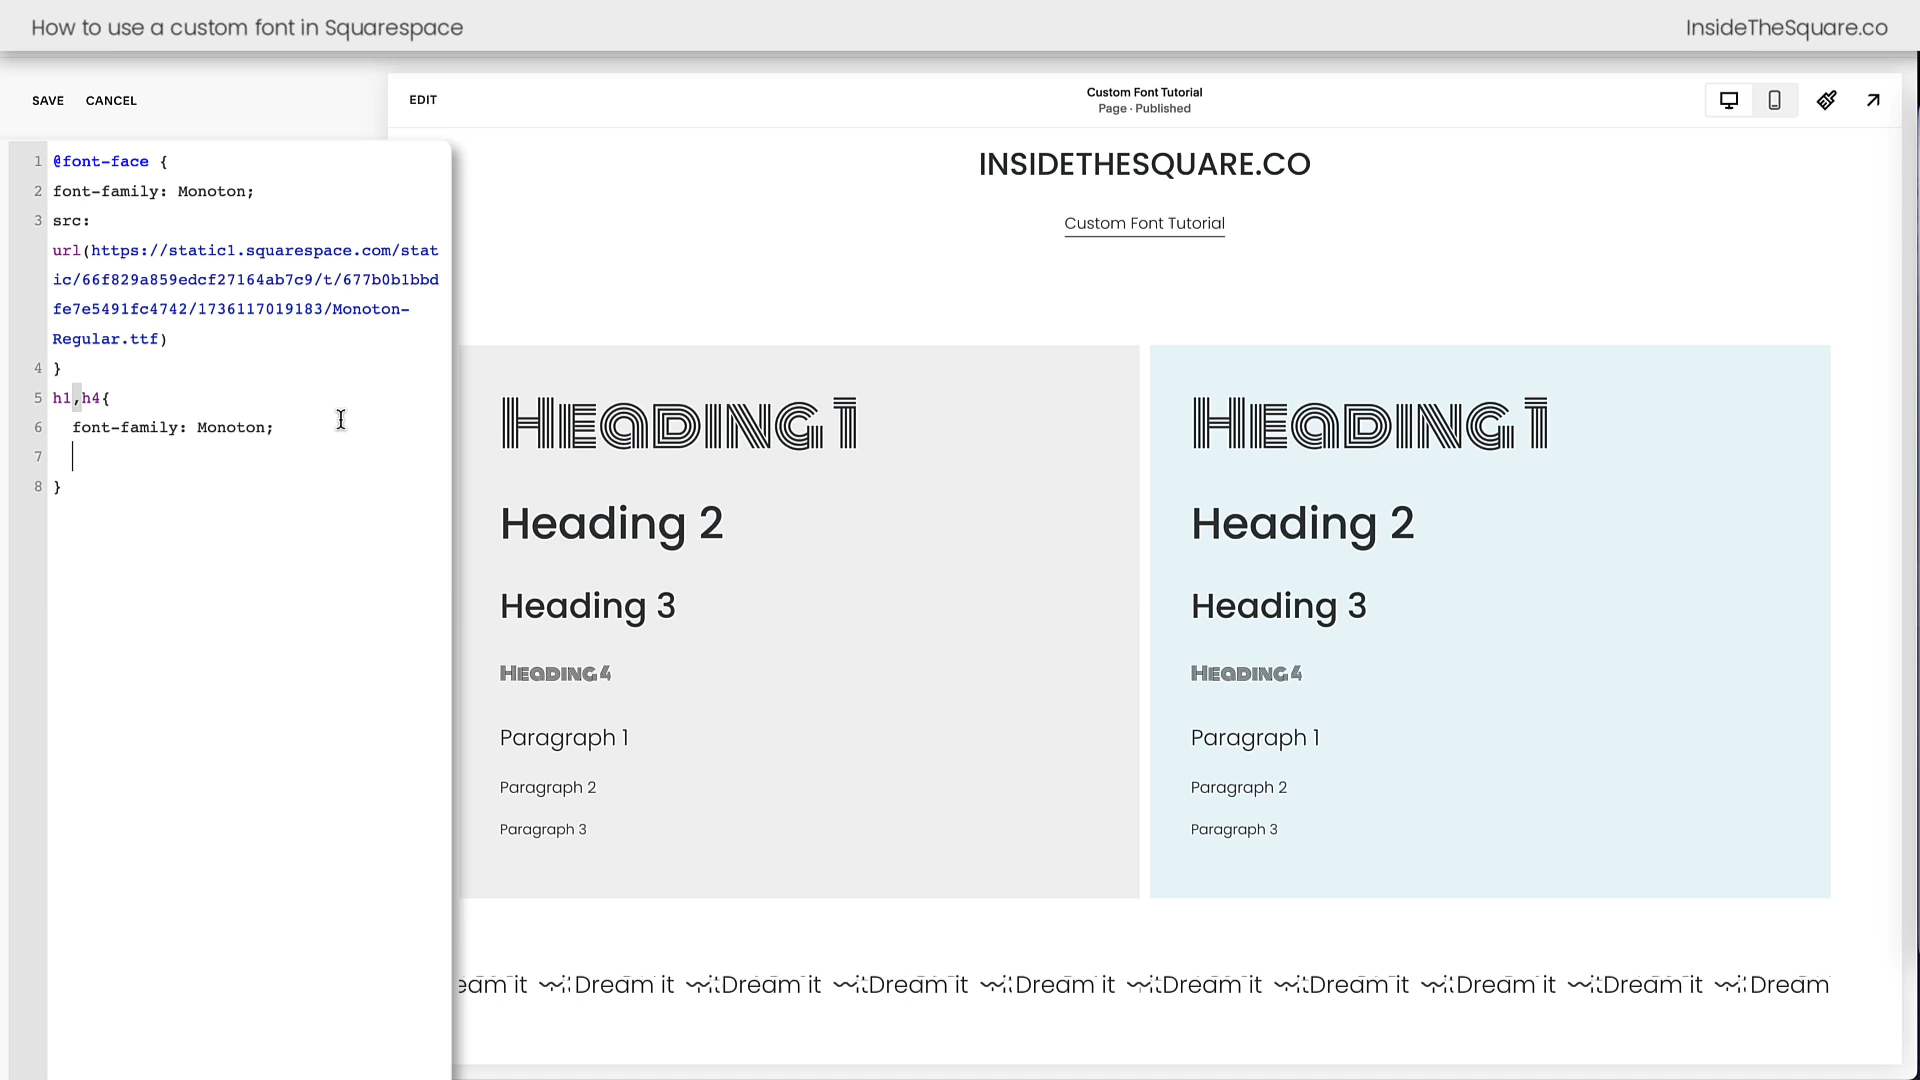 How to use a custom font in Squarespace
InsideTheSquare.co
SAVE CANCEL
EDIT
Custom Font Tutorial
Page · Published
1 @font-face {
2 font-family: Monoton;
3 src:
url(https://static1.squarespace.com/stat
ic/66f829a859edcf27164ab7c9/t/677b0b1bbd
fe7e5491fc4742/1736117019183/Monoton-
Regular.ttf)
4 }
5 h1,h4{
6 font-family: Monoton;
7
8 }
INSIDETHESQUARE.CO
Custom Font Tutorial
Heading 1
Heading 2
Heading 3
Heading 4
Paragraph 1
Paragraph 2
Paragraph 3
Heading 1
Heading 2
Heading 3
Heading 4
Paragraph 1
Paragraph 2
Paragraph 3
eam it Dream it Dream it Dream it Dream it Dream it Dream it Dream it Dream it Dream